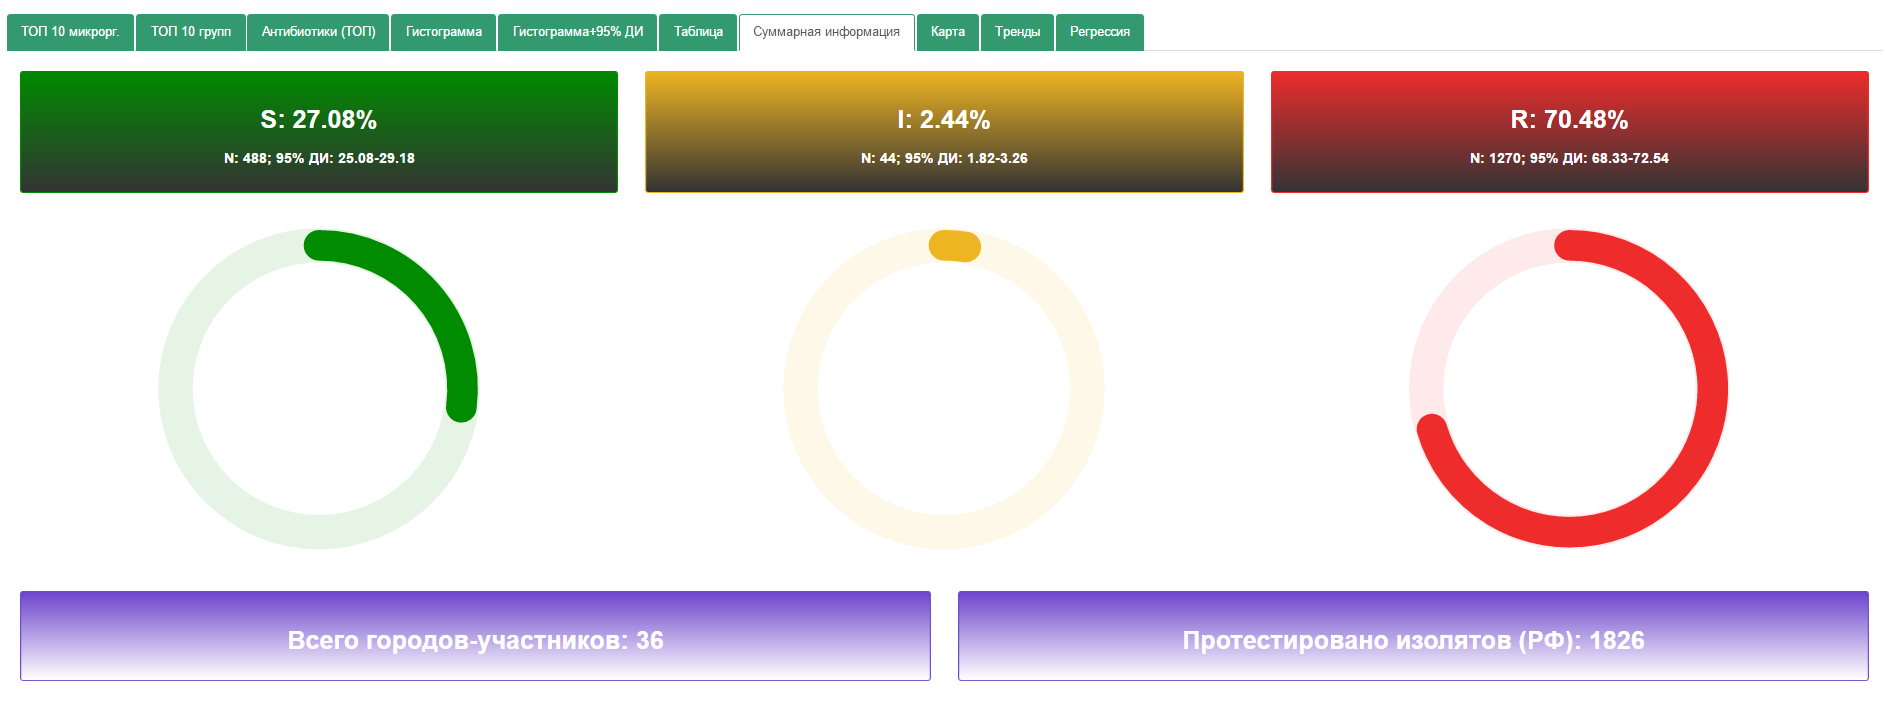 ТОП 10 микрорг. ТОП 10 групп Антибиотики (ТОП) Гистограмма Гистограмма+95% ДИ Таблица Суммарная информация Карта Тренды Регрессия
S: 27.08%
N: 488; 95% ДИ: 25.08-29.18
I: 2.44%
N: 44; 95% ДИ: 1.82-3.26
R: 70.48%
N: 1270; 95% ДИ: 68.33-72.54
Всего городов-участников: 36
Протестировано изолятов (РФ): 1826